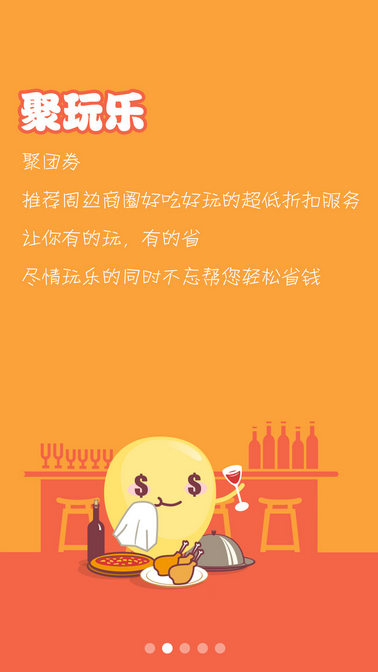 聚玩乐
聚团券
推荐周边商圈好吃好玩的超低折扣服务
让你有的玩，有的省
尽情玩乐的同时不忘帮您轻松省钱
$ $